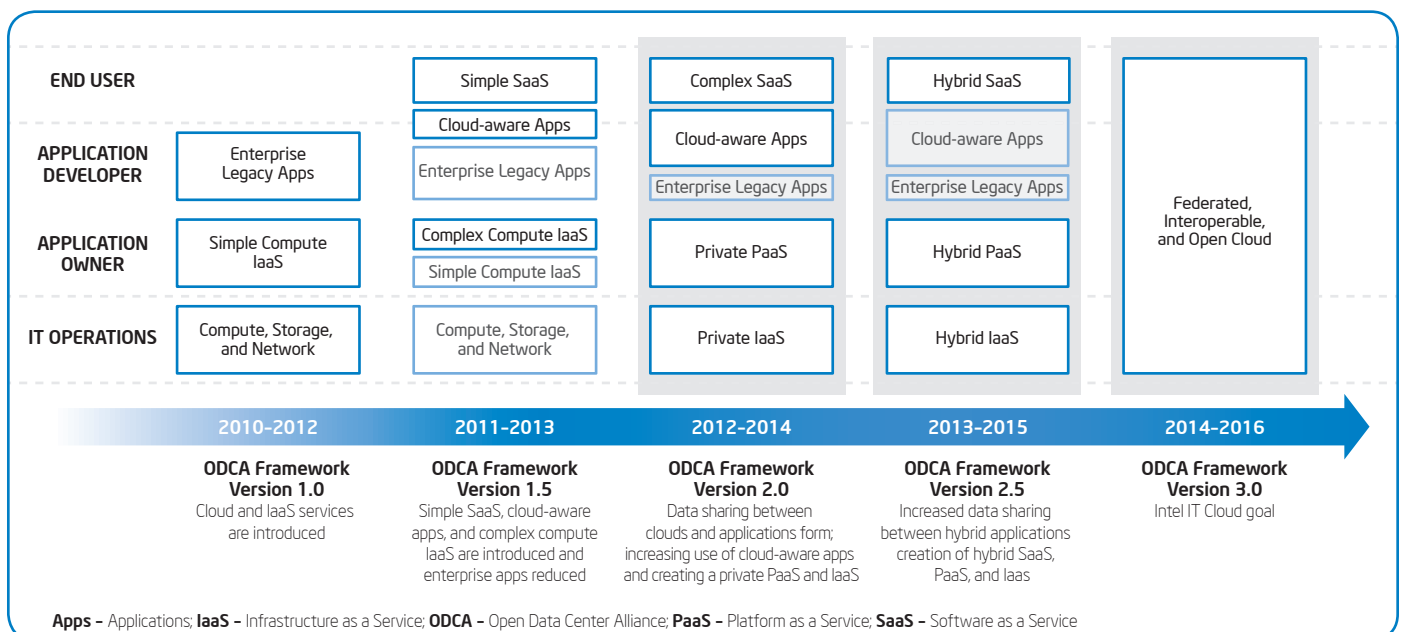 END USER
Simple SaaS
Complex SaaS
Hybrid SaaS
Cloud-aware Apps
Cloud-aware Apps
Cloud-aware Apps
APPLICATION
DEVELOPER
Enterprise
Legacy Apps
Enterprise Legacy Apps
Enterprise Legacy Apps
Enterprise Legacy Apps
Federated,
Interoperable,
and Open Cloud
APPLICATION
OWNER
Simple Compute
IaaS
Complex Compute IaaS
Simple Compute IaaS
Private PaaS
Hybrid PaaS
IT OPERATIONS
Compute, Storage,
and Network
Compute, Storage,
and Network
Private IaaS
Hybrid IaaS
2010–2012
2011–2013
2012–2014
2013–2015
2014–2016
ODCA Framework
Version 1.0
Cloud and IaaS services
are introduced
ODCA Framework
Version 1.5
Simple SaaS, cloud-aware
apps, and complex compute
IaaS are introduced and
enterprise apps reduced
ODCA Framework
Version 2.0
Data sharing between
clouds and applications form;
increasing use of cloud-aware apps
and creating a private PaaS and IaaS
ODCA Framework
Version 2.5
Increased data sharing
between hybrid applications
creation of hybrid SaaS,
PaaS, and Iaas
ODCA Framework
Version 3.0
Intel IT Cloud goal
Apps – Applications; IaaS – Infrastructure as a Service; ODCA – Open Data Center Alliance; PaaS – Platform as a Service; SaaS – Software as a Service